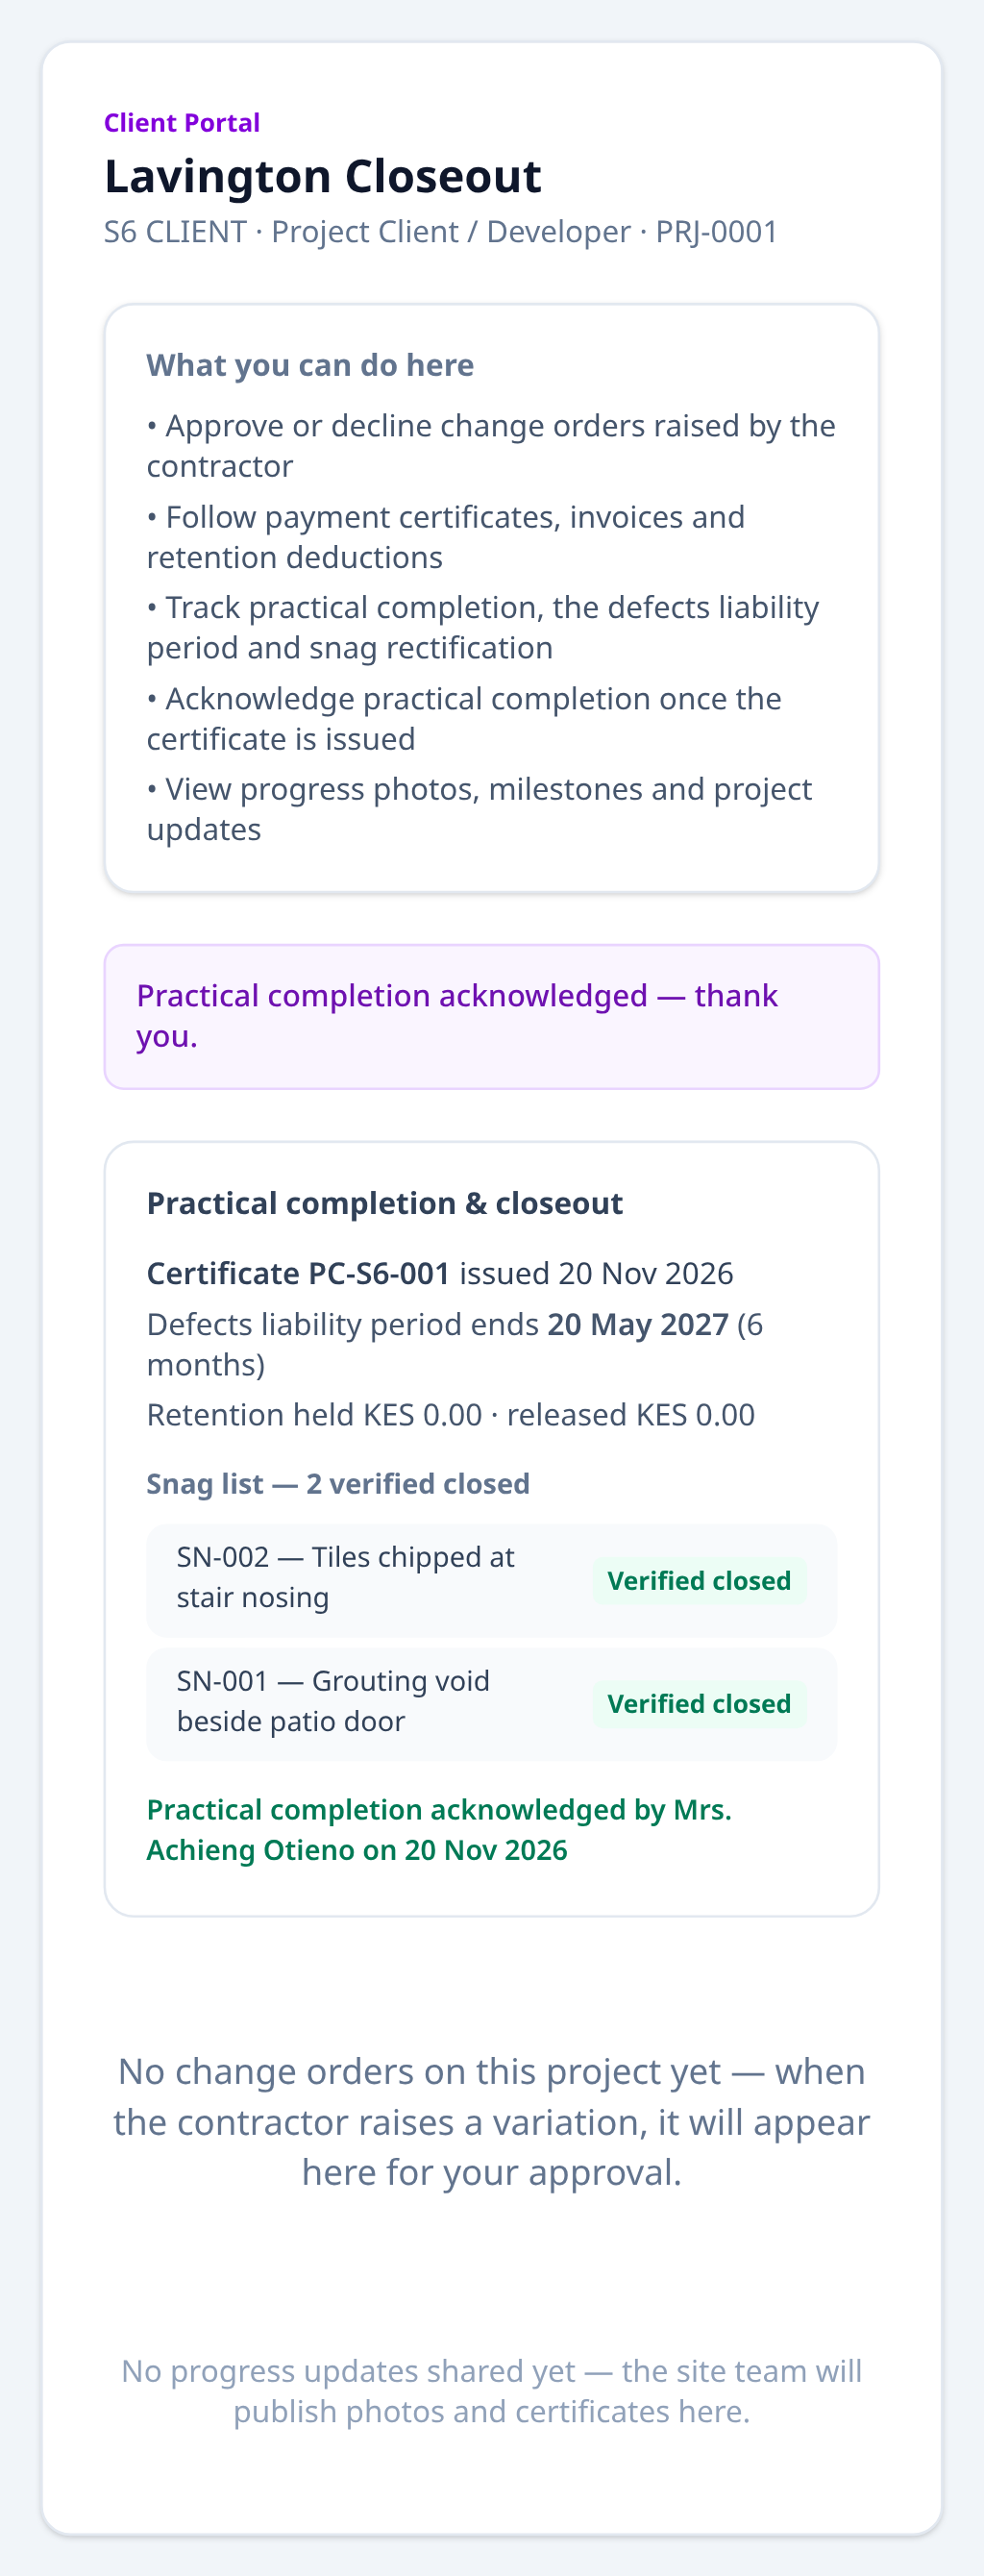 Client Portal
Lavington Closeout
S6 CLIENT · Project Client / Developer · PRJ-0001
What you can do here
• Approve or decline change orders raised by the
contractor
• Follow payment certificates, invoices and
retention deductions
• Track practical completion, the defects liability
period and snag rectification
• Acknowledge practical completion once the
certificate is issued
• View progress photos, milestones and project
updates
Practical completion acknowledged — thank
you.
Practical completion & closeout
Certificate PC-S6-001 issued 20 Nov 2026
Defects liability period ends 20 May 2027 (6
months)
Retention held KES 0.00 · released KES 0.00
Snag list — 2 verified closed
SN-002 — Tiles chipped at
stair nosing
Verified closed
SN-001 — Grouting void
beside patio door
Verified closed
Practical completion acknowledged by Mrs.
Achieng Otieno on 20 Nov 2026
No change orders on this project yet — when
the contractor raises a variation, it will appear
here for your approval.
No progress updates shared yet — the site team will
publish photos and certificates here.